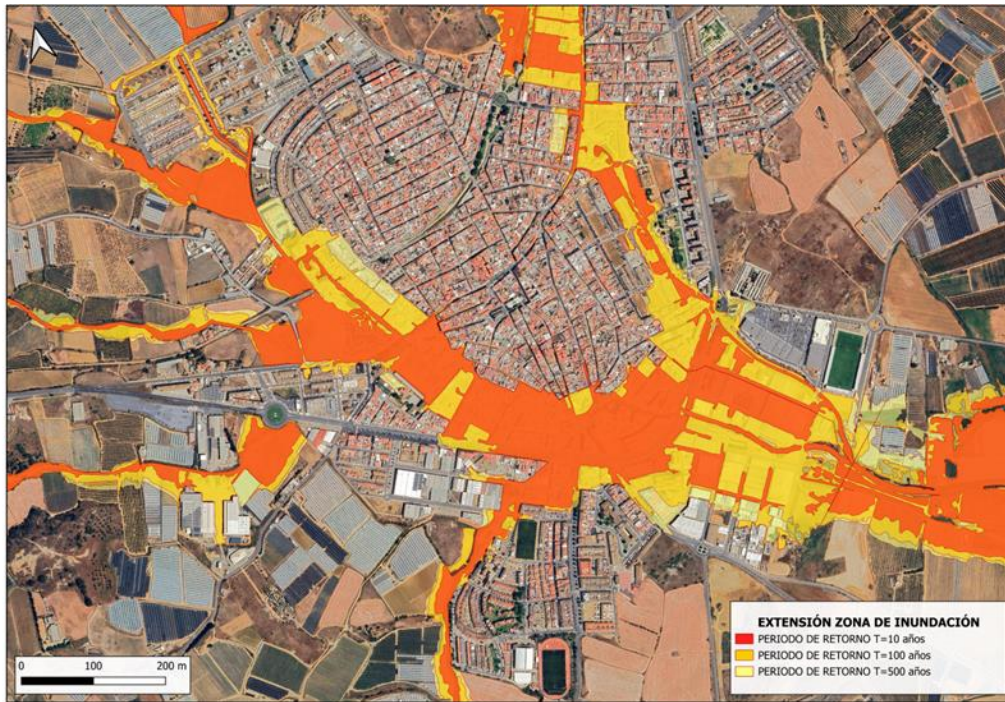 EXTENSIÓN ZONA DE INUNDACIÓN
PERIODO DE RETORNO T=10 años
PERIODO DE RETORNO T=100 años
PERIODO DE RETORNO T=500 años
0 100 200 m